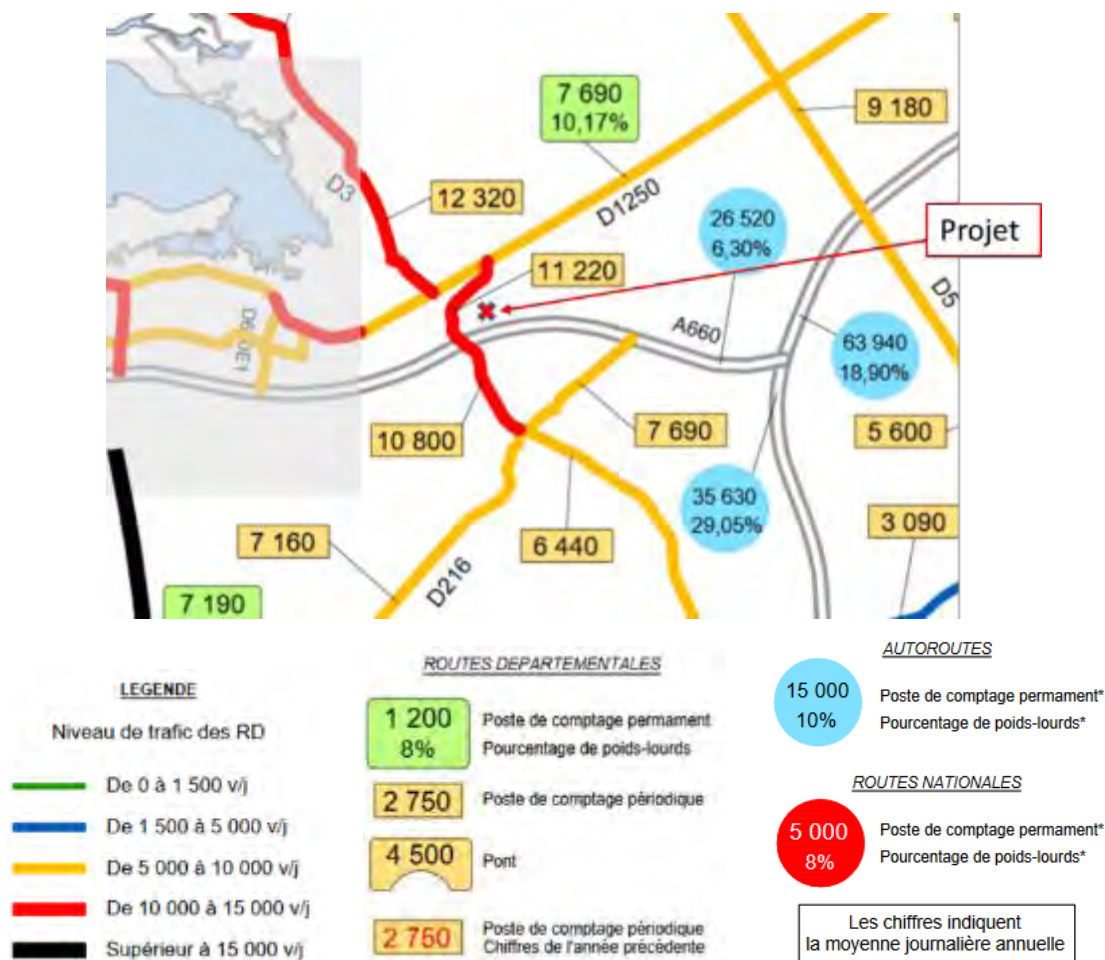 7 690
10,17%
9 180
D3
12 320
D1250
26 520
6,30%
Projet
11 220
D5
A660
63 940
18,90%
10 800
7 690
5 600
35 630
29,05%
3 090
7 160
6 440
D216
7 190
LEGENDE
Niveau de trafic des RD
De 0 à 1 500 v/j
De 1 500 à 5 000 v/j
De 5 000 à 10 000 v/j
De 10 000 à 15 000 v/j
Supérieur à 15 000 v/j
ROUTES DEPARTEMENTALES
1 200
8%
Poste de comptage permament
Pourcentage de poids-lourds
2 750
Poste de comptage périodique
4 500
Pont
2 750
Poste de comptage périodique
Chiffres de l'année précédente
AUTOROUTES
15 000
10%
Poste de comptage permament*
Pourcentage de poids-lourds*
ROUTES NATIONALES
5 000
8%
Poste de comptage permament*
Pourcentage de poids-lourds*
Les chiffres indiquent
la moyenne journalière annuelle